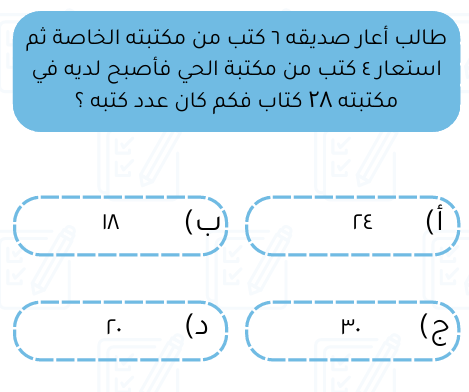 طالب أعار صديقه ٦ كتب من مكتبته الخاصة ثم
استعار ٤ كتب من مكتبة الحي فأصبح لديه في
مكتبته ٢٨ كتاب فكم كان عدد كتبه ؟
أ) ٢٤
ب) ١٨
ج) ٣٠
د) ٢٠